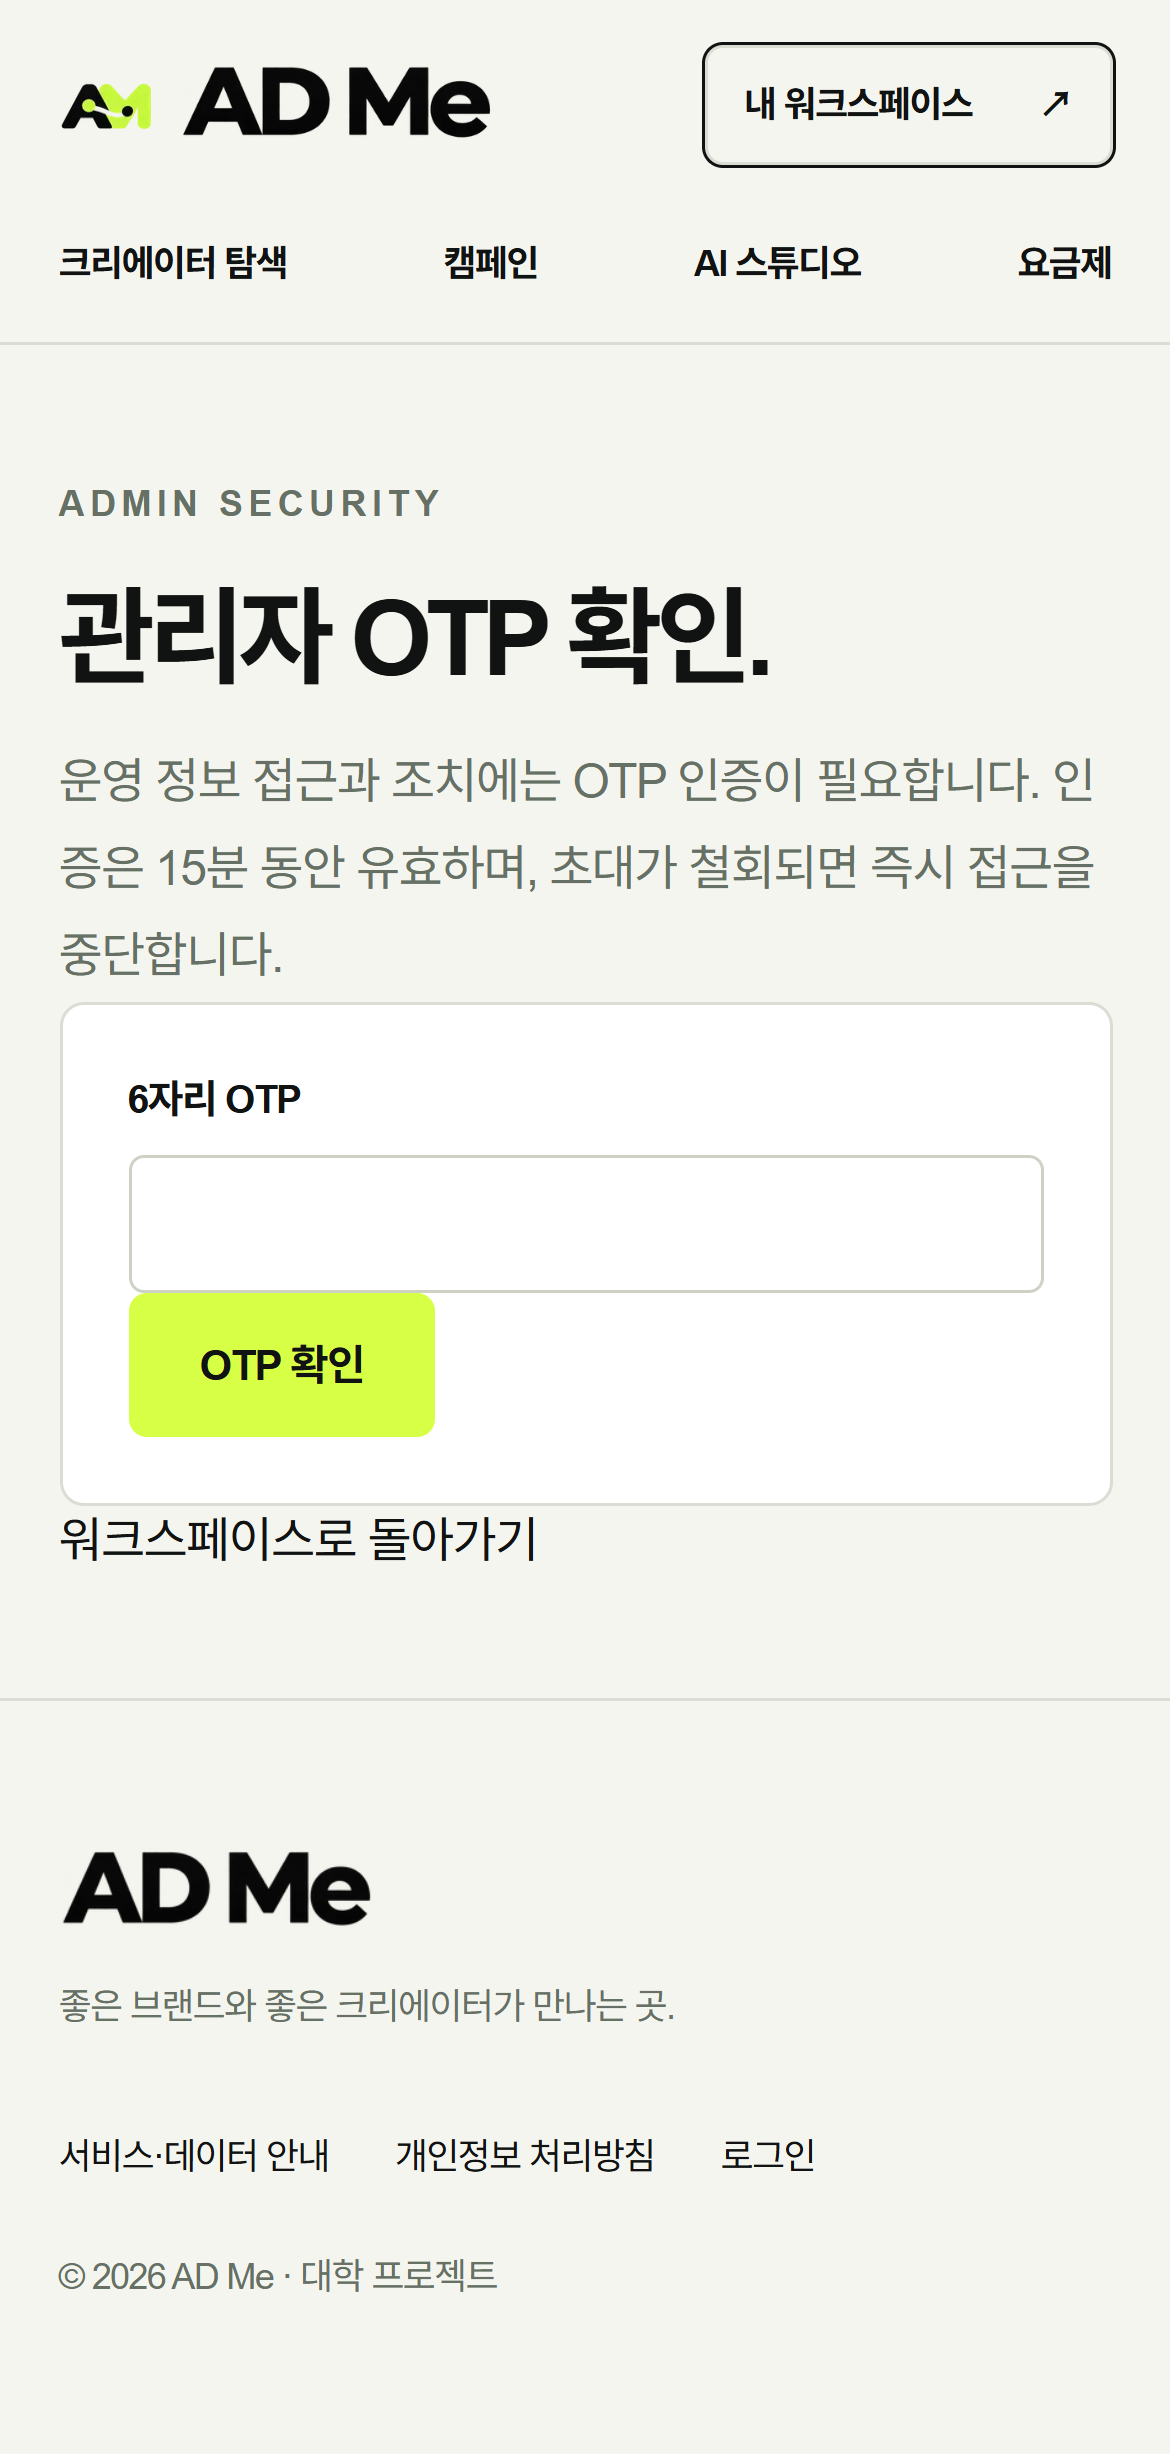 AM AD Me
내 워크스페이스 ↗
크리에이터 탐색 캠페인 AI 스튜디오 요금제
ADMIN SECURITY
관리자 OTP 확인.
운영 정보 접근과 조치에는 OTP 인증이 필요합니다. 인
증은 15분 동안 유효하며, 초대가 철회되면 즉시 접근을
중단합니다.
6자리 OTP
OTP 확인
워크스페이스로 돌아가기
AD Me
좋은 브랜드와 좋은 크리에이터가 만나는 곳.
서비스·데이터 안내 개인정보 처리방침 로그인
© 2026 AD Me · 대학 프로젝트